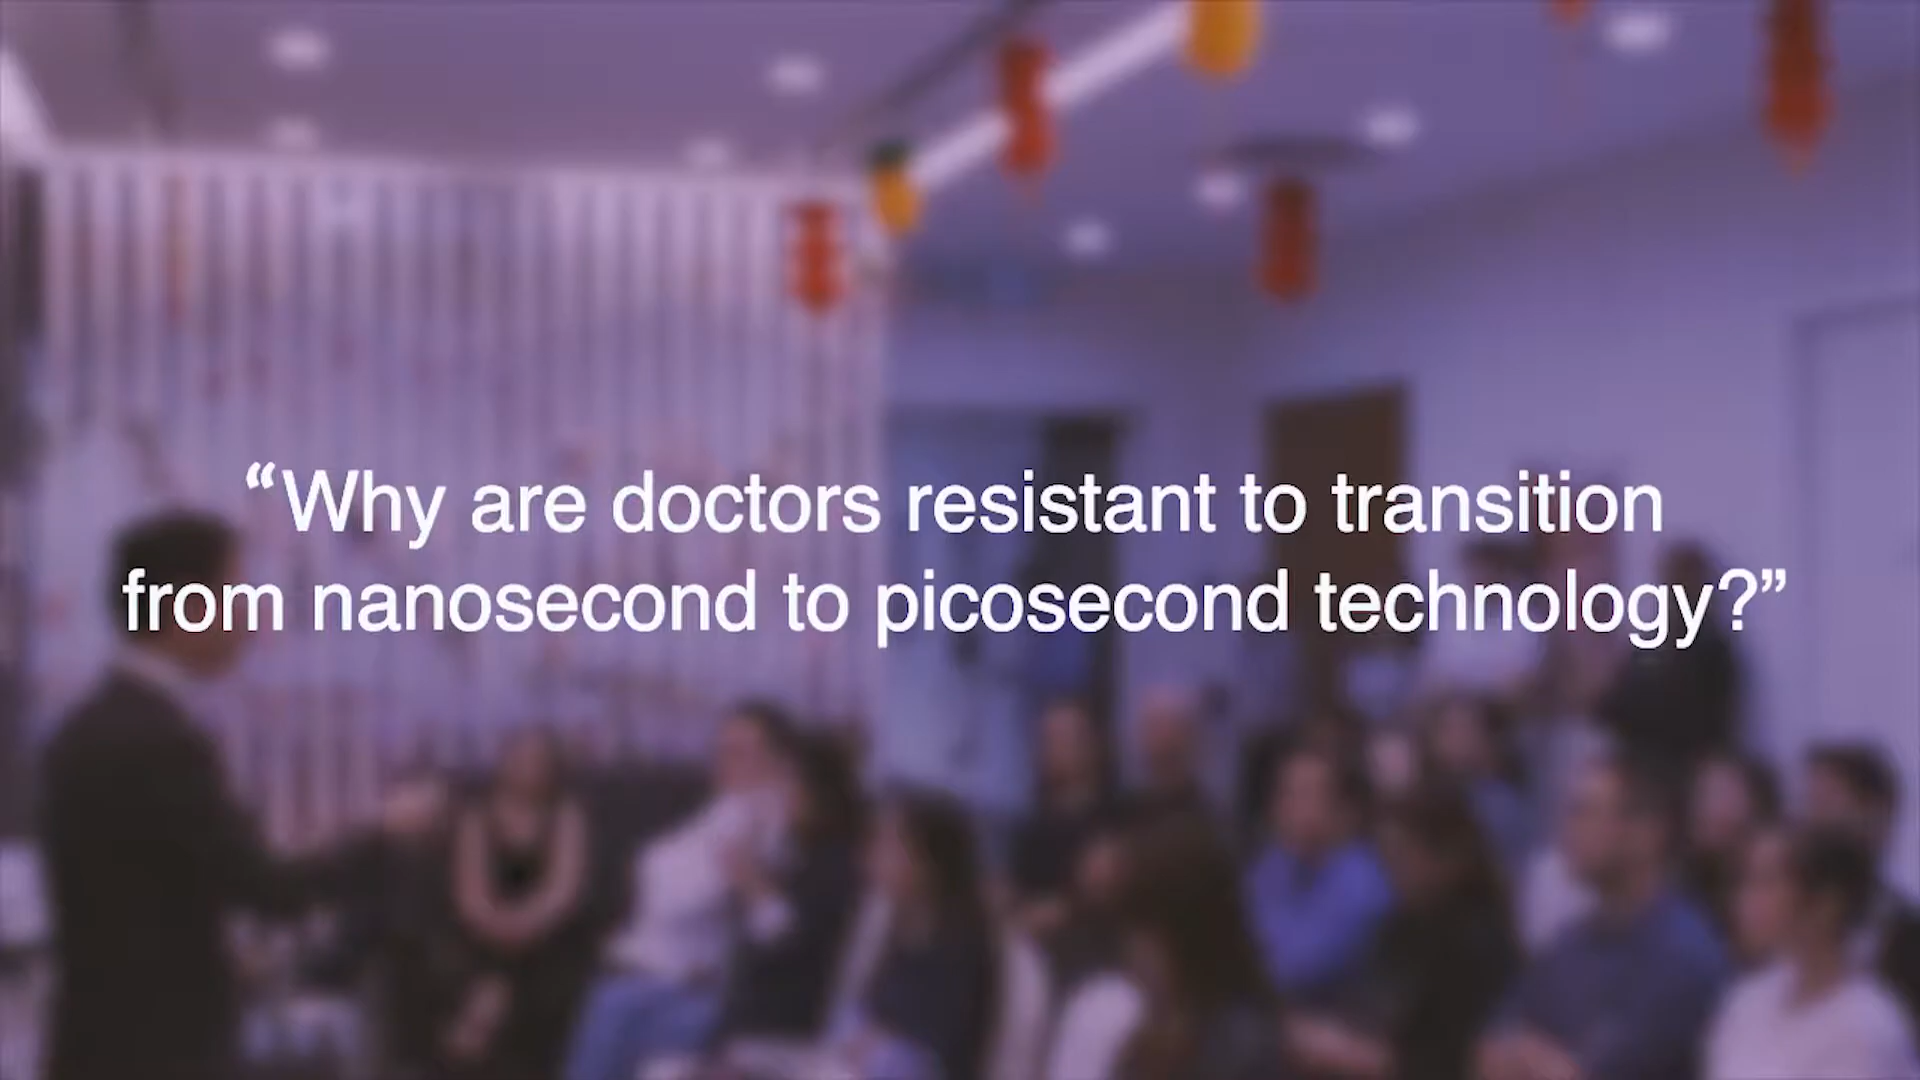 “Why are doctors resistant to transition
from nanosecond to picosecond technology?”